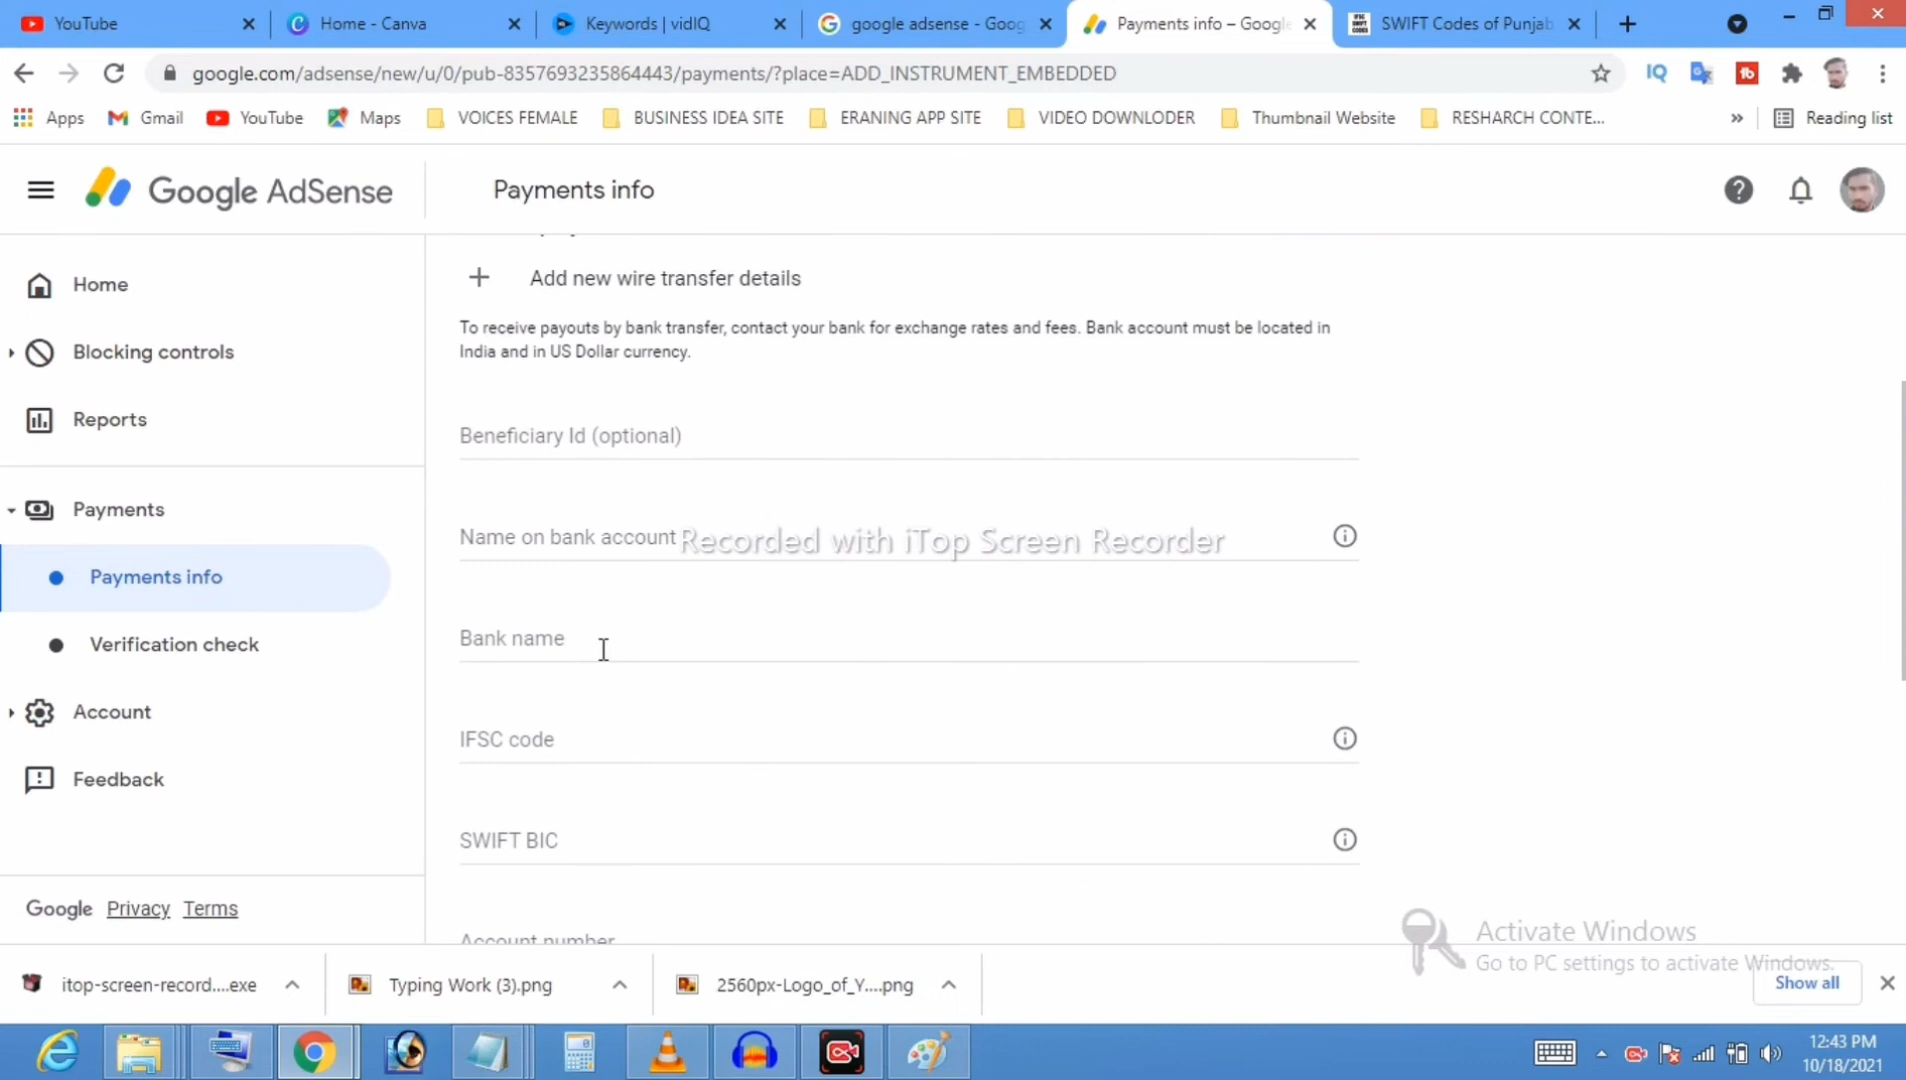 YouTube
Home - Canva
Keywords | vidIQ
google adsense - Goog
Payments info – Google
SWIFT Codes of Punjab
google.com/adsense/new/u/0/pub-8357693235864443/payments/?place=ADD_INSTRUMENT_EMBEDDED
Apps
Gmail
YouTube
Maps
VOICES FEMALE
BUSINESS IDEA SITE
ERANING APP SITE
VIDEO DOWNLODER
Thumbnail Website
RESHARCH CONTE...
»
Reading list
Google AdSense
Payments info
Home
Blocking controls
Reports
Payments
Payments info
Verification check
Account
Feedback
Google Privacy Terms
Add new wire transfer details
To receive payouts by bank transfer, contact your bank for exchange rates and fees. Bank account must be located in
India and in US Dollar currency.
Beneficiary Id (optional)
Name on bank account
Recorded with iTop Screen Recorder
Bank name
IFSC code
SWIFT BIC
Account number
Activate Windows
Go to PC settings to activate Windows.
itop-screen-record....exe
Typing Work (3).png
2560px-Logo_of_Y....png
Show all
12:43 PM
10/18/2021